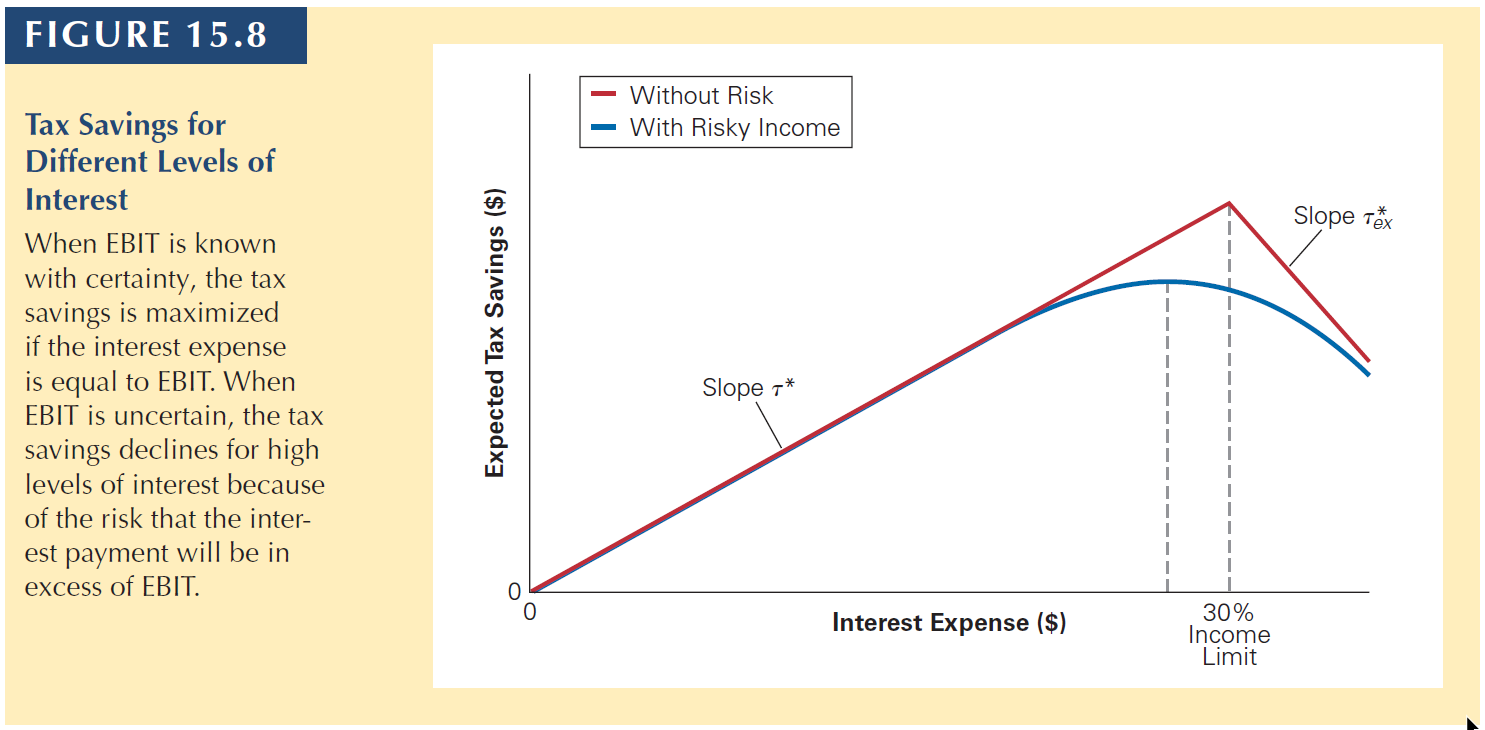 FIGURE 15.8
Tax Savings for
Different Levels of
Interest
When EBIT is known
with certainty, the tax
savings is maximized
if the interest expense
is equal to EBIT. When
EBIT is uncertain, the tax
savings declines for high
levels of interest because
of the risk that the inter-
est payment will be in
excess of EBIT.
Without Risk
With Risky Income
Expected Tax Savings ($)
Slope τ*ex
Slope τ*
0
0
30%
Income
Limit
Interest Expense ($)